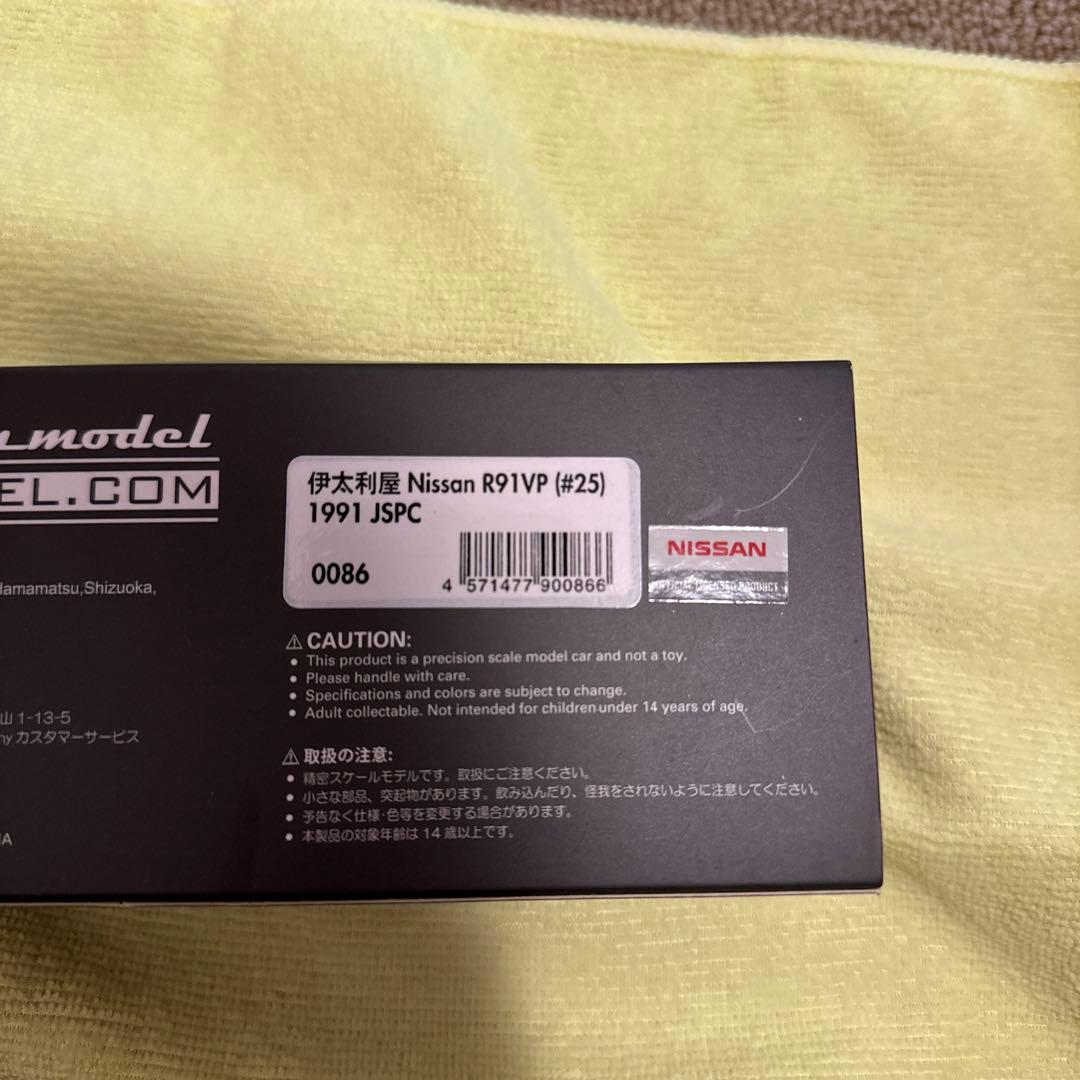 model
EL.COM
Hamamatsu,Shizuoka,
山 1-13-5
ny カスタマーサービス
伊太利屋 Nissan R91VP (#25)
1991 JSPC
0086
4 571477 900866
NISSAN
OFFICIAL LICENSED PRODUCT
⚠ CAUTION:
• This product is a precision scale model car and not a toy.
• Please handle with care.
• Specifications and colors are subject to change.
• Adult collectable. Not intended for children under 14 years of age.
⚠ 取扱の注意:
• 精密スケールモデルです。取扱にご注意ください。
• 小さな部品、突起物があります。飲み込んだり、怪我をされないように注意してください。
• 予告なく仕様・色等を変更する場合があります。
• 本製品の対象年齢は 14 歳以上です。